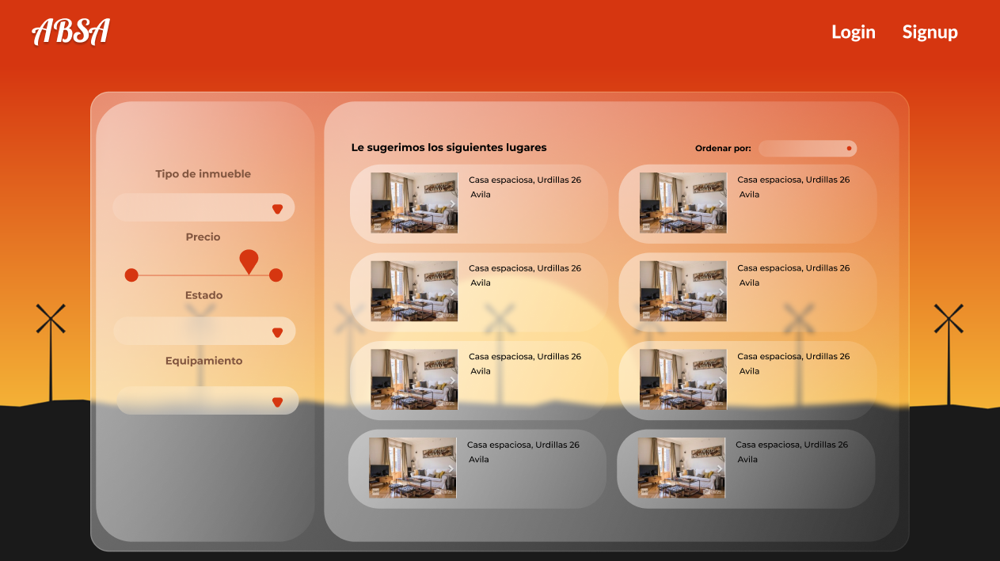 ABSA
Login
Signup
Tipo de inmueble
Precio
Estado
Equipamiento
Le sugerimos los siguientes lugares
Ordenar por:
Casa espaciosa, Urdillas 26
Avila
Casa espaciosa, Urdillas 26
Avila
Casa espaciosa, Urdillas 26
Avila
Casa espaciosa, Urdillas 26
Avila
Casa espaciosa, Urdillas 26
Avila
Casa espaciosa, Urdillas 26
Avila
Casa espaciosa, Urdillas 26
Avila
Casa espaciosa, Urdillas 26
Avila